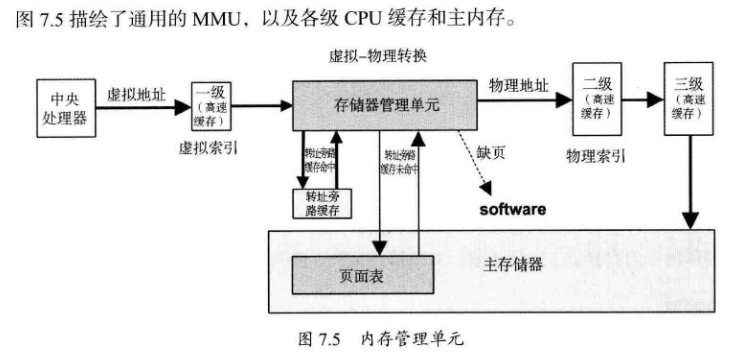 图 7.5 描绘了通用的 MMU，以及各级 CPU 缓存和主内存。
虚拟–物理转换
中央
处理器
虚拟地址
一级
（高速
缓存）
虚拟索引
存储器管理单元
物理地址
二级
（高速
缓存）
三级
（高速
缓存）
物理索引
转址旁路
缓存命中
转址旁路
缓存未命中
缺页
转址旁
路缓存
software
页面表
主存储器
图 7.5 内存管理单元